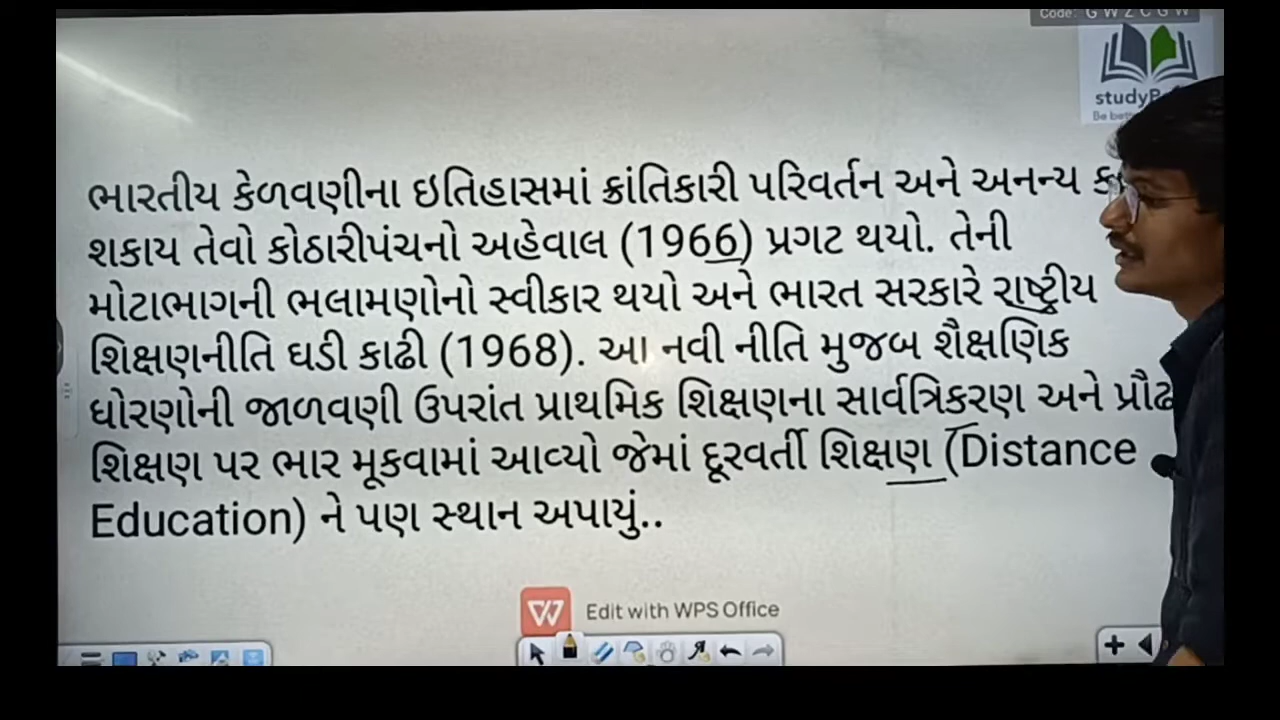 Code: G W Z C G W
studyP
Be bett
ભારતીય કેળવણીના ઇતિહાસમાં ક્રાંતિકારી પરિવર્તન અને અનન્ય
શકાય તેવો કોઠારીપંચનો અહેવાલ (1966) પ્રગટ થયો. તેની
મોટાભાગની ભલામણોનો સ્વીકાર થયો અને ભારત સરકારે રાષ્ટ્રીય
શિક્ષણનીતિ ઘડી કાઢી (1968). આ નવી નીતિ મુજબ શૈક્ષણિક
ધોરણોની જાળવણી ઉપરાંત પ્રાથમિક શિક્ષણના સાર્વત્રિકરણ અને પ્રૌઢ
શિક્ષણ પર ભાર મૂકવામાં આવ્યો જેમાં દૂરવર્તી શિક્ષણ (Distance
Education) ને પણ સ્થાન અપાયું..
Edit with WPS Office